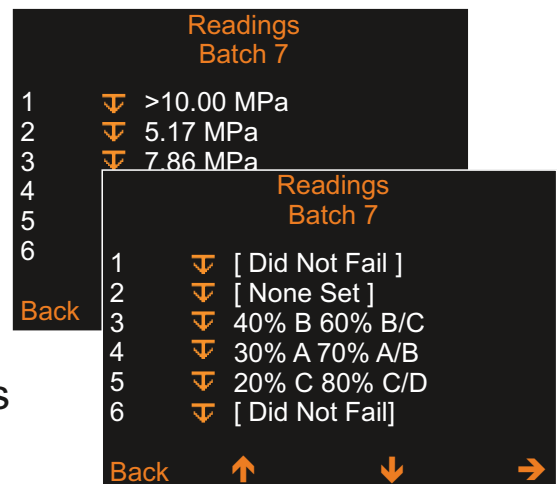 Readings
Batch 7
1 >10.00 MPa
2 5.17 MPa
3 7.86 MPa
4
5
6
Back
Readings
Batch 7
1 [ Did Not Fail ]
2 [ None Set ]
3 40% B 60% B/C
4 30% A 70% A/B
5 20% C 80% C/D
6 [ Did Not Fail]
Back
s